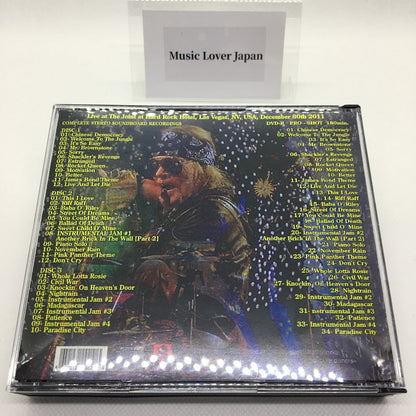 Music Lover Japan
Live at The Joint at Hard Rock Hotel, Las Vegas, NV, USA, December 30th 2011
COMPLETE STEREO SOUNDBOARD RECORDINGS
DISC 1
01- Chinese Democracy
02- Welcome To The Jungle
03- It's So Easy
04- Mr. Brownstone
05- Sorry
06- Shackler's Revenge
07- Estranged
08- Rocket Queen
09- Motivation
10- Better
11- James Bond Theme
12- Live And Let Die
DISC 2
01- This I Love
02- Riff Raff
03- Baba O' Riley
04- Street Of Dreams
05- You Could Be Mine
06- Ballad Of Death
07- Sweet Child O' Mine
08- INSTRUMENTAL JAM #1
Another Brick In The Wall [Part 2]
09- Piano Solo
10- November Rain
11- Pink Panther Theme
12- Don't Cry
DISC 3
01- Whole Lotta Rosie
02- Civil War
03- Knockin On Heaven's Door
04- Nightrain
05- Instrumental Jam #2
06- Madagascar
07- Instrumental Jam #3
08- Patience
09- Instrumental Jam #4
10- Paradise City
DVD-R PRO-SHOT 180min.
01- Chinese Democracy
02- Welcome To The Jungle
03- It's So Easy
04- Mr. Brownstone
05- Sorry
06- Shackler's Revenge
07- Estranged
08- Rocket Queen
09- Motivation
10- Better
11- James Bond Theme
12- Live And Let Die
13- This I Love
14- Riff Raff
15- Baba O' Riley
16- Street Of Dreams
17- You Could Be Mine
18- Ballad Of Death
19- Sweet Child O' Mine
20- Instrumental Jam #1
Another Brick In The Wall [Part 2]
21- Piano Solo
22- November Rain
23- Pink Panther Theme
24- Don't Cry
25- Whole Lotta Rosie
26- Civil War
27- Knockin, On Heaven's Door
28- Nightrain
29- Instrumental Jam #2
30- Madagascar
31- Instrumental Jam #3
32- Patience
33- Instrumental Jam #4
34- Paradise City